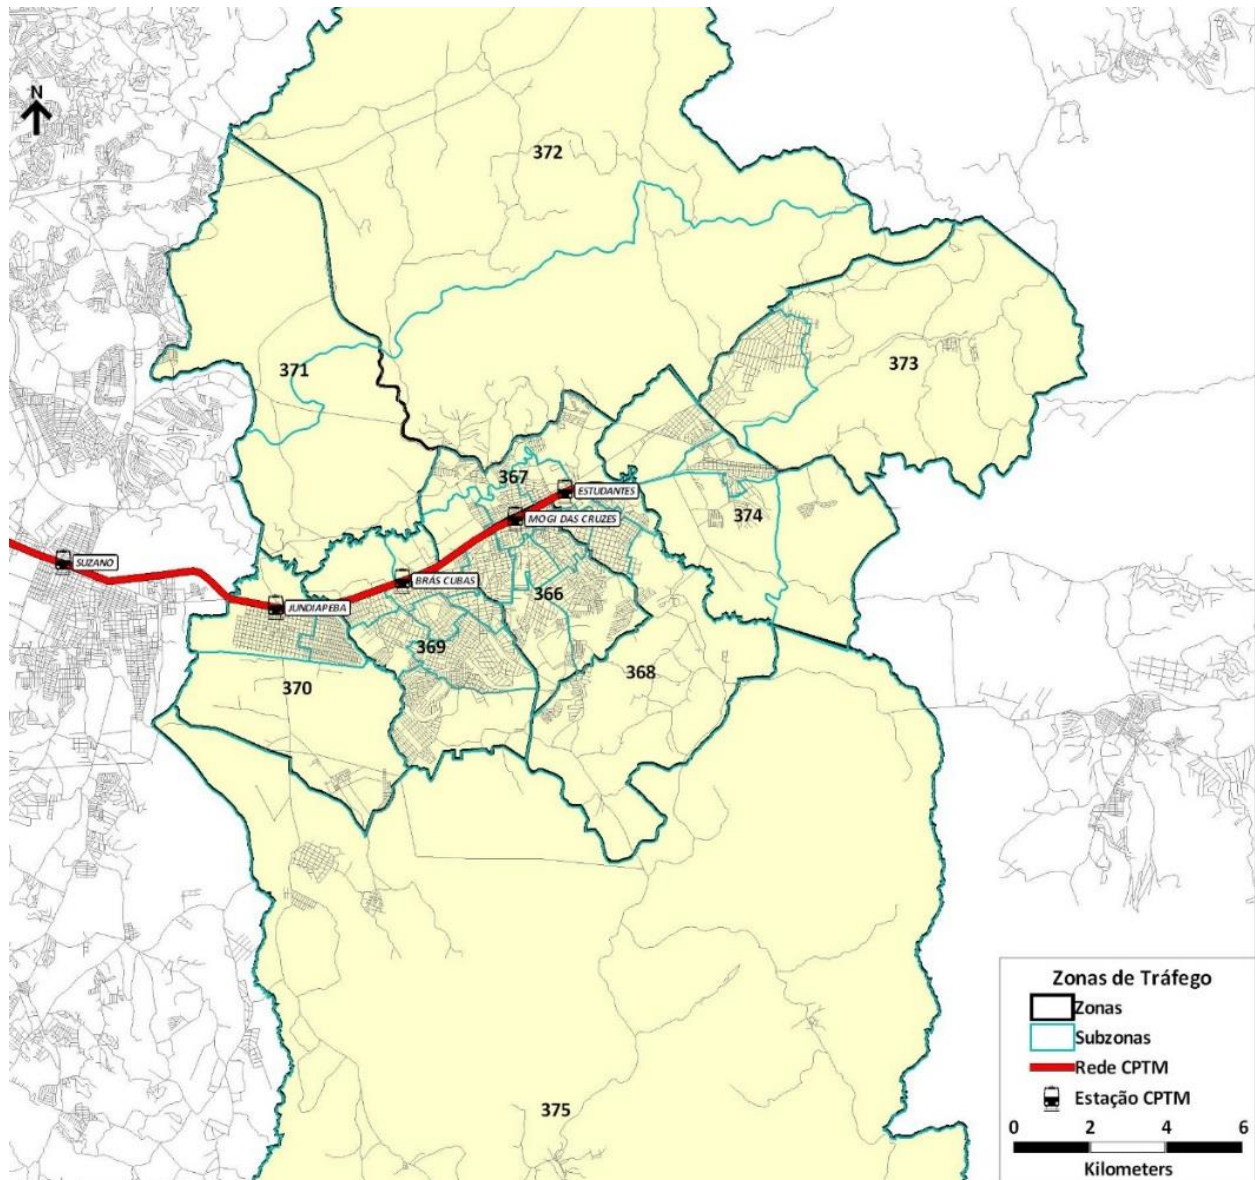 N
372
371
373
367
ESTUDANTES
MOGI DAS CRUZES
374
SUZANO
BRÁS CUBAS
366
JUNDIAPEBA
369
368
370
375
Zonas de Tráfego
Zonas
Subzonas
Rede CPTM
Estação CPTM
0 2 4 6
Kilometers